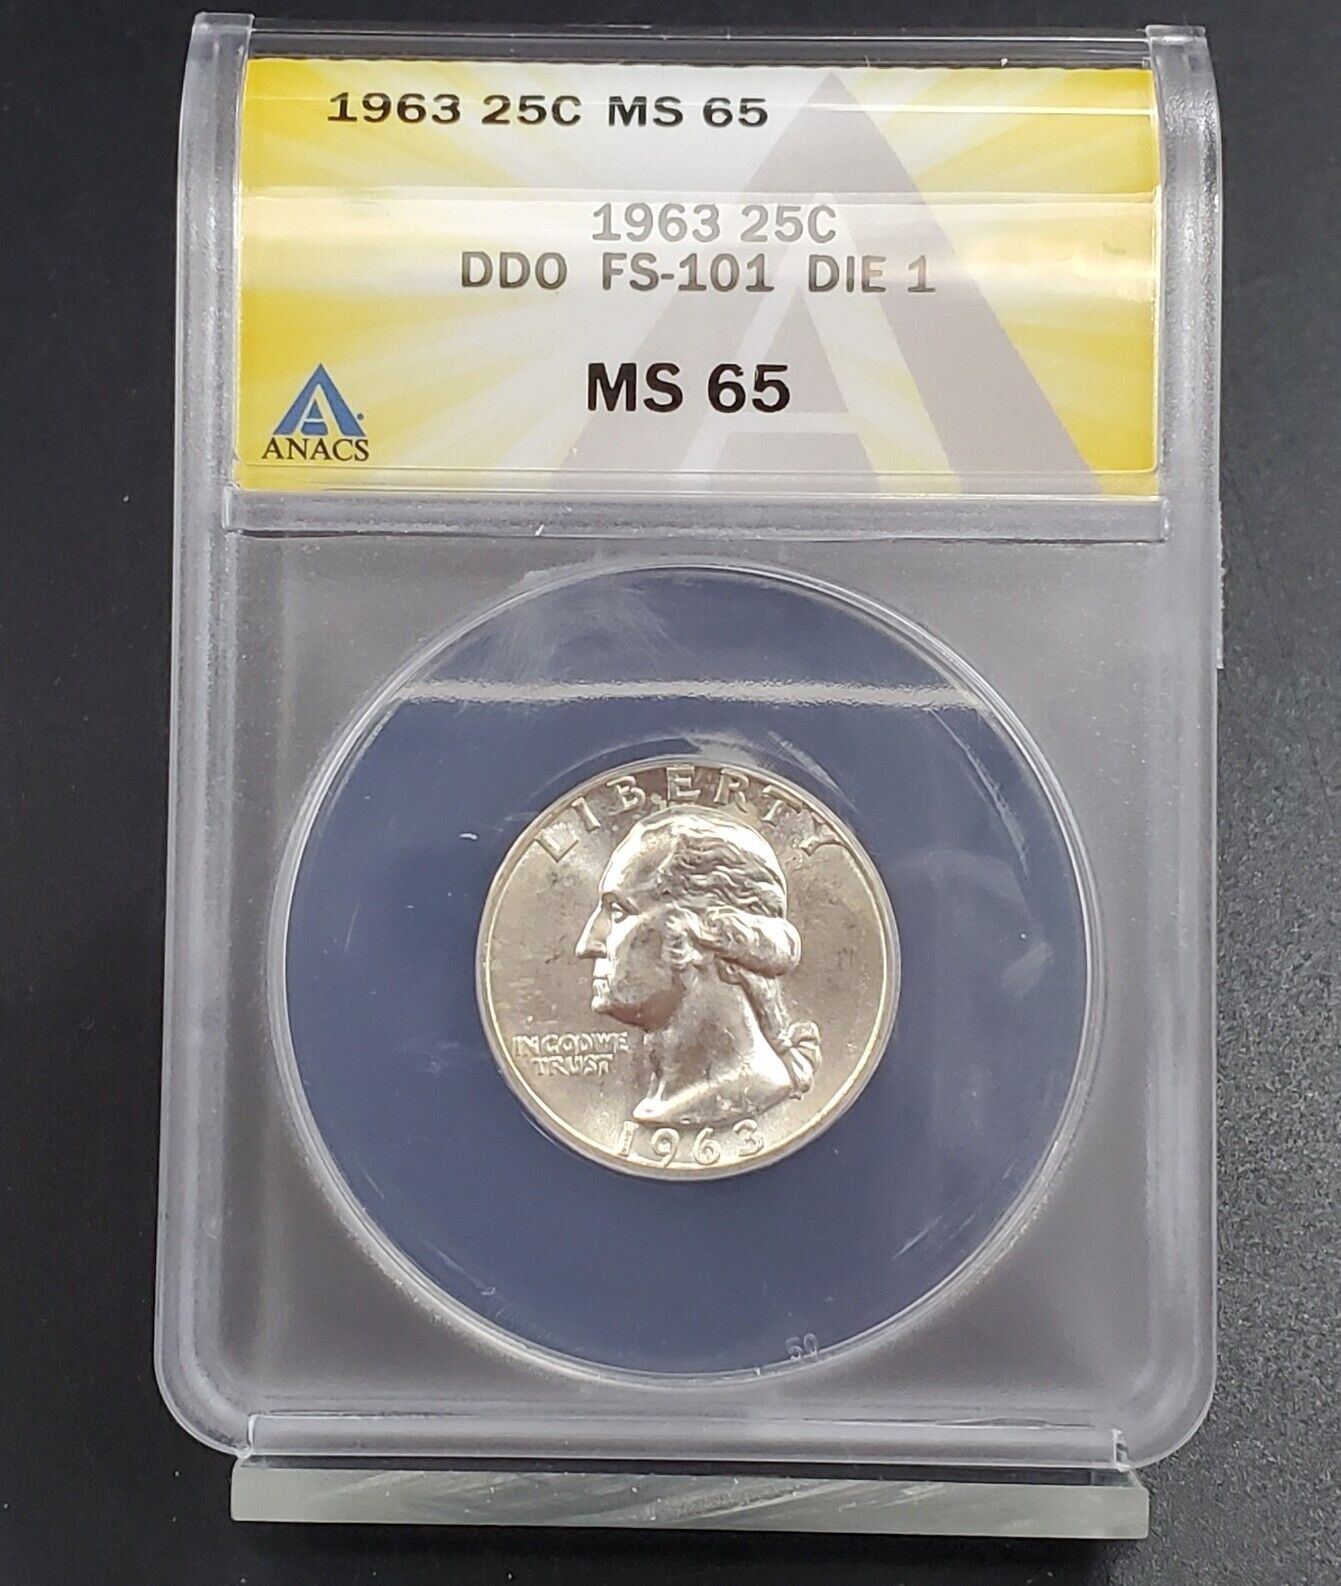 1963 25C MS 65
1963 25C
DDO FS-101 DIE 1
MS 65
ANACS
LIBERTY
IN GOD WE
TRUST
1963
50